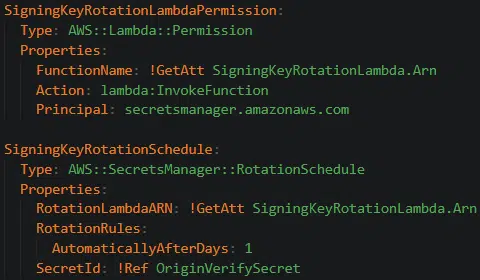 SigningKeyRotationLambdaPermission:
  Type: AWS::Lambda::Permission
  Properties:
    FunctionName: !GetAtt SigningKeyRotationLambda.Arn
    Action: lambda:InvokeFunction
    Principal: secretsmanager.amazonaws.com

SigningKeyRotationSchedule:
  Type: AWS::SecretsManager::RotationSchedule
  Properties:
    RotationLambdaARN: !GetAtt SigningKeyRotationLambda.Arn
    RotationRules:
      AutomaticallyAfterDays: 1
    SecretId: !Ref OriginVerifySecret